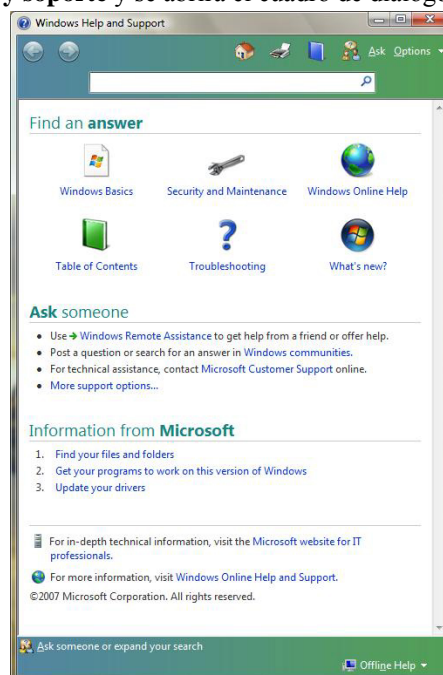 y soporte y se abrirá el cuadro de diálogo
Windows Help and Support
Ask Options
Find an answer
Windows Basics Security and Maintenance Windows Online Help
Table of Contents Troubleshooting What's new?
Ask someone
• Use → Windows Remote Assistance to get help from a friend or offer help.
• Post a question or search for an answer in Windows communities.
• For technical assistance, contact Microsoft Customer Support online.
• More support options...
Information from Microsoft
1. Find your files and folders
2. Get your programs to work on this version of Windows
3. Update your drivers
For in-depth technical information, visit the Microsoft website for IT
professionals.
For more information, visit Windows Online Help and Support.
©2007 Microsoft Corporation. All rights reserved.
Ask someone or expand your search
Offline Help